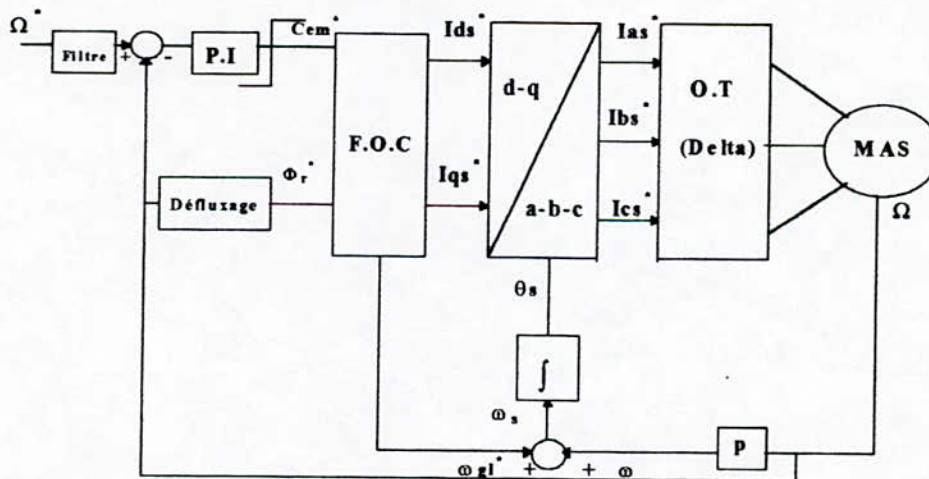 Ω*
Filtre
+
-
P.I
Cem*
F.O.C
Ids*
Iqs*
d-q
a-b-c
Ias*
Ibs*
Ics*
O.T
(Delta)
MAS
Ω
Défluxage
Φr*
θs
∫
ωs
ωgl*
+
+
ω
P